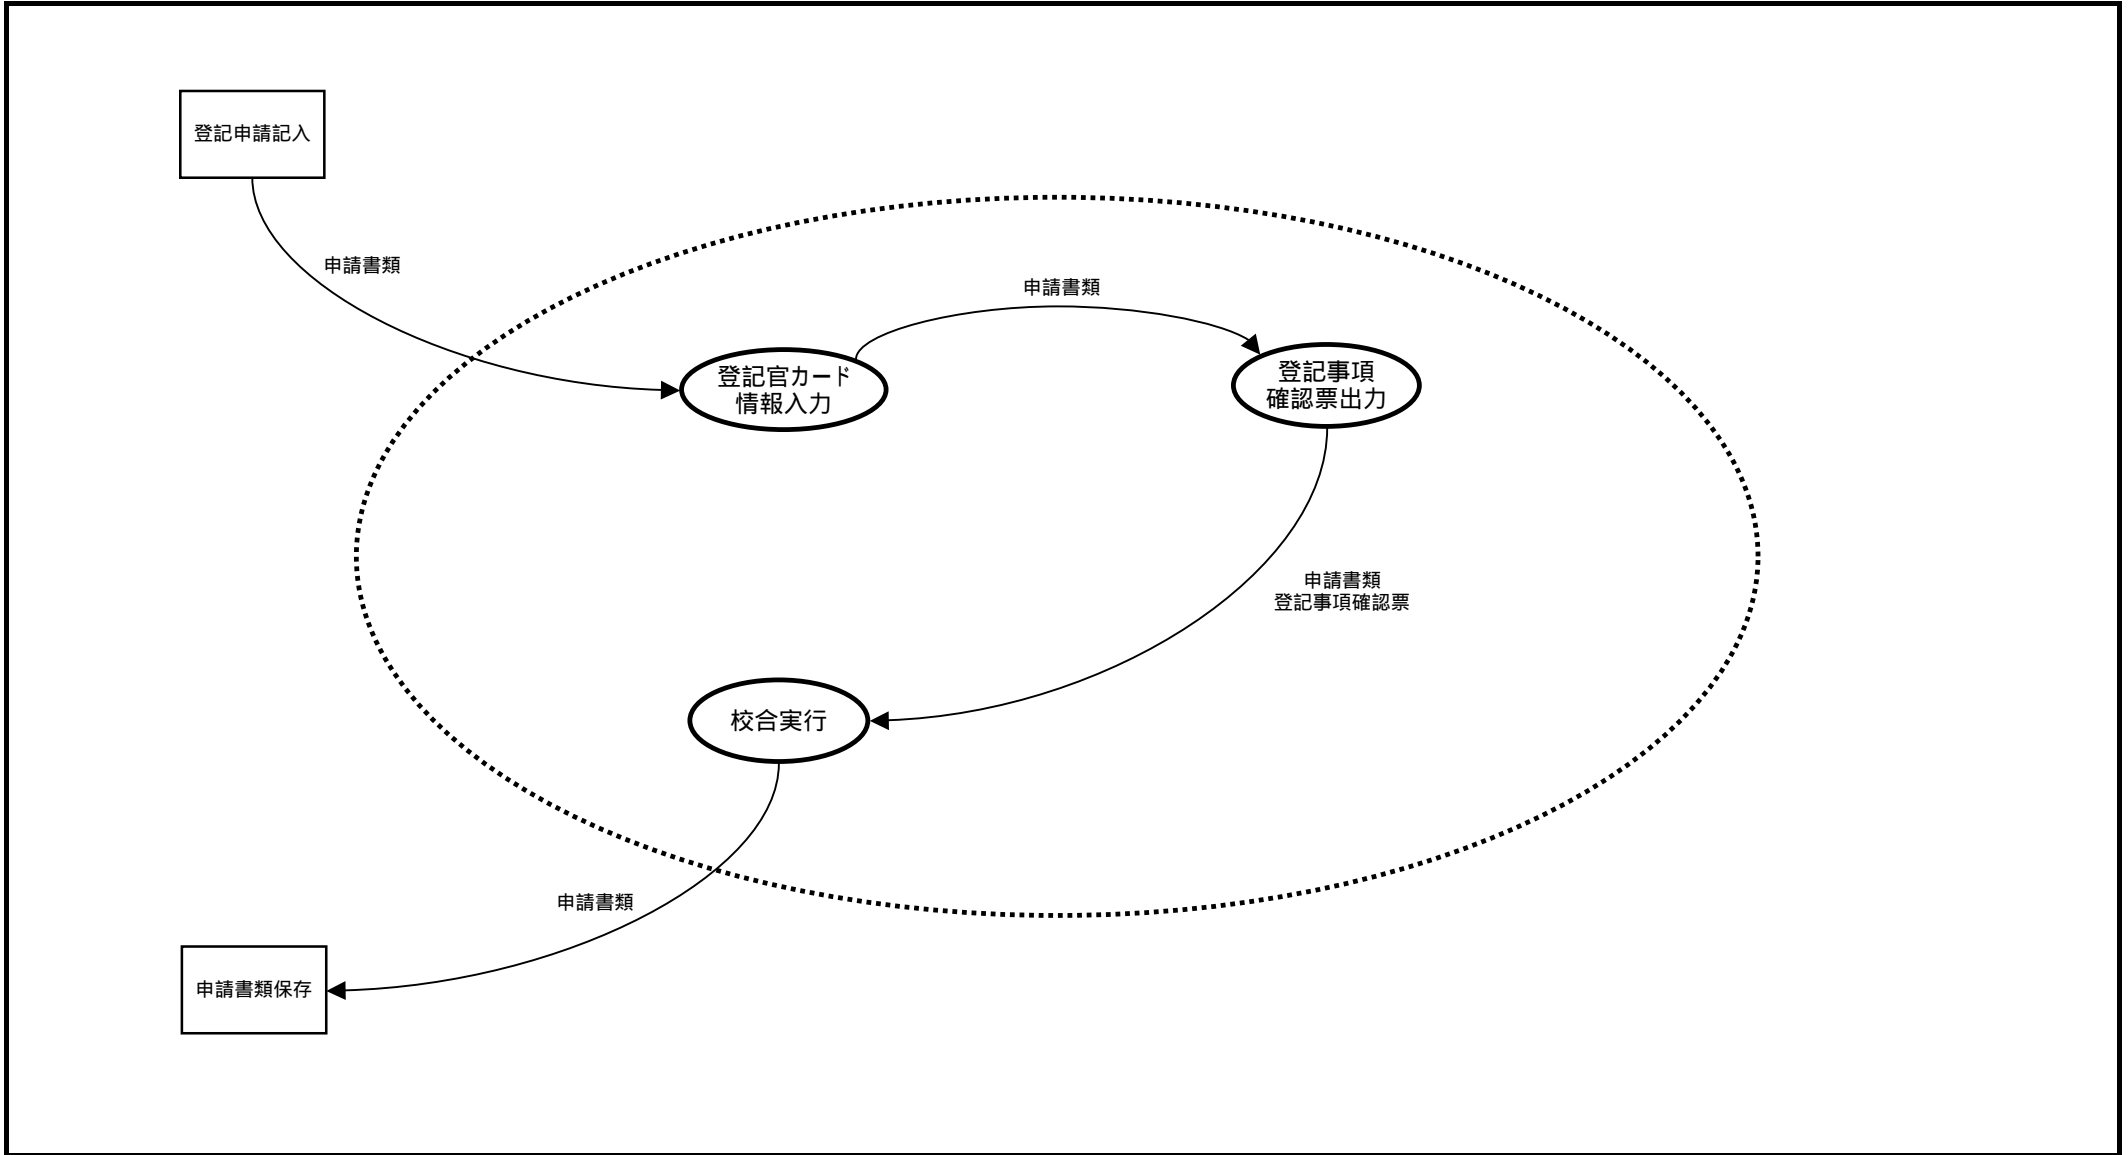 登記申請記入
申請書類
申請書類
登記官カード
情報入力
登記事項
確認票出力
申請書類
登記事項確認票
校合実行
申請書類
申請書類保存